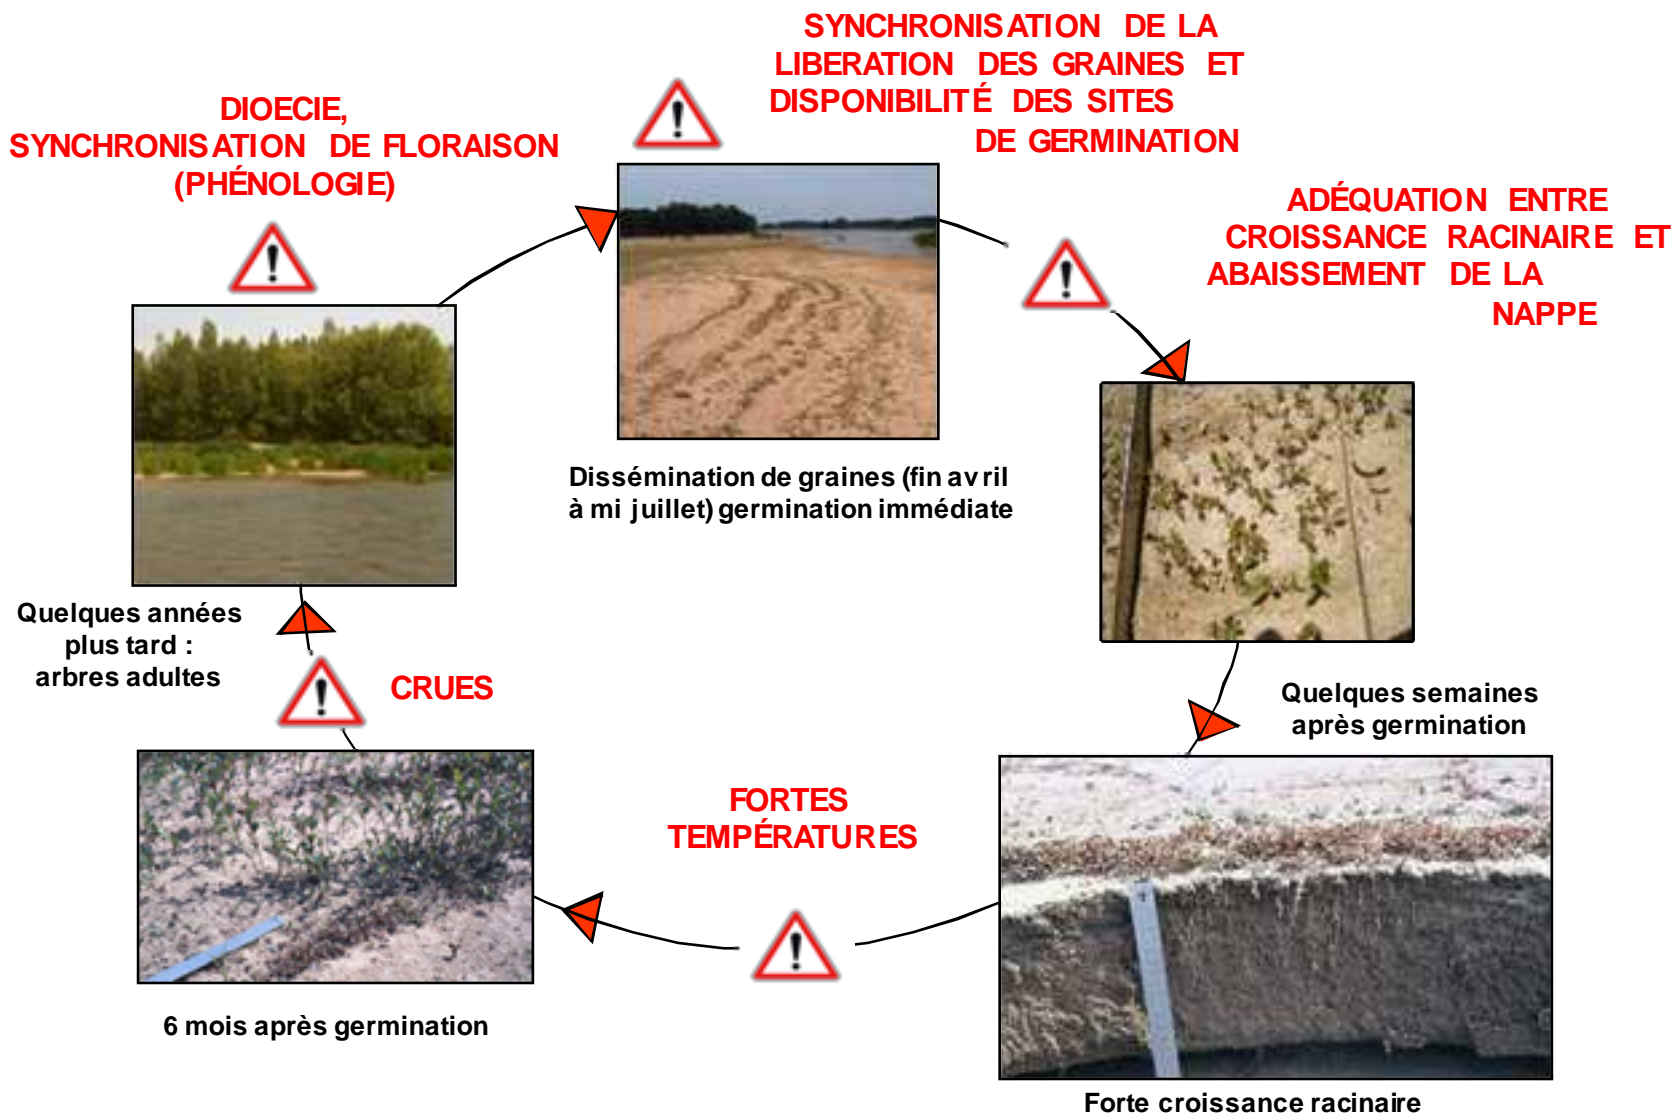 SYNCHRONISATION DE LA
LIBERATION DES GRAINES ET
DISPONIBILITÉ DES SITES
DE GERMINATION
DIOECIE,
SYNCHRONISATION DE FLORAISON
(PHÉNOLOGIE)
ADÉQUATION ENTRE
CROISSANCE RACINAIRE ET
ABAISSEMENT DE LA
NAPPE
Dissémination de graines (fin avril
à mi juillet) germination immédiate
Quelques années
plus tard :
arbres adultes
CRUES
Quelques semaines
après germination
FORTES
TEMPÉRATURES
6 mois après germination
Forte croissance racinaire